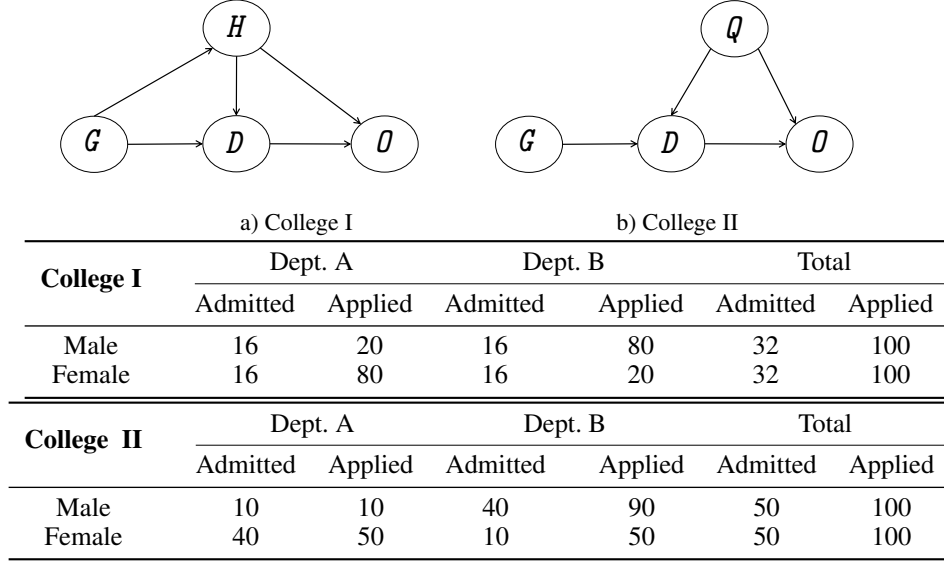 H Q
G D O G D O
a) College I b) College II
College I Dept. A Dept. B Total
Admitted Applied Admitted Applied Admitted Applied
Male 16 20 16 80 32 100
Female 16 80 16 20 32 100
College II Dept. A Dept. B Total
Admitted Applied Admitted Applied Admitted Applied
Male 10 10 40 90 50 100
Female 40 50 10 50 50 100